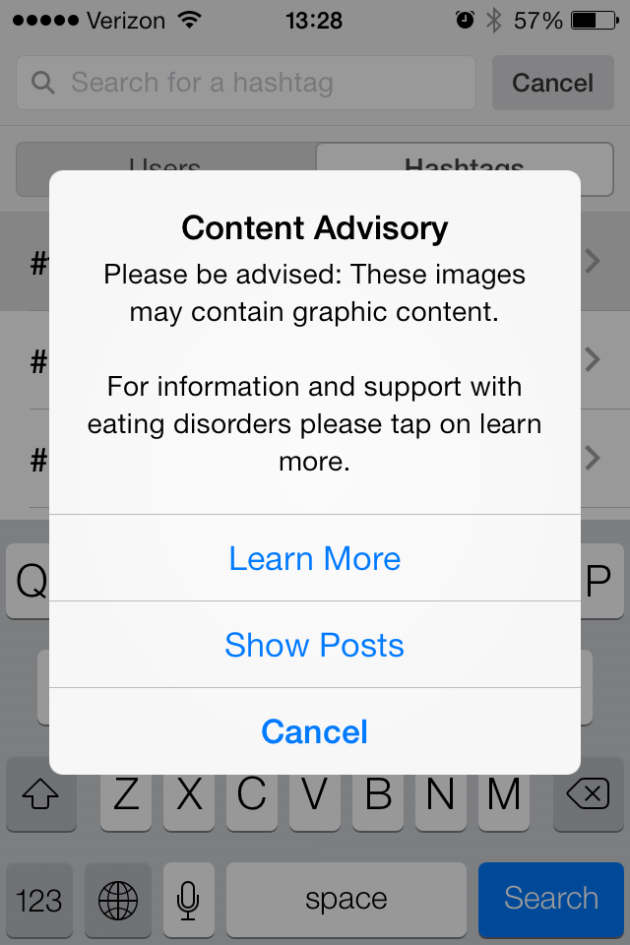 Verizon 13:28 57%
Search for a hashtag Cancel
Users Hashtags
Content Advisory
#
Please be advised: These images
may contain graphic content.
#
For information and support with
eating disorders please tap on learn
more.
#
Learn More
Q P
Show Posts
Cancel
Z X C V B N M
123 space Search